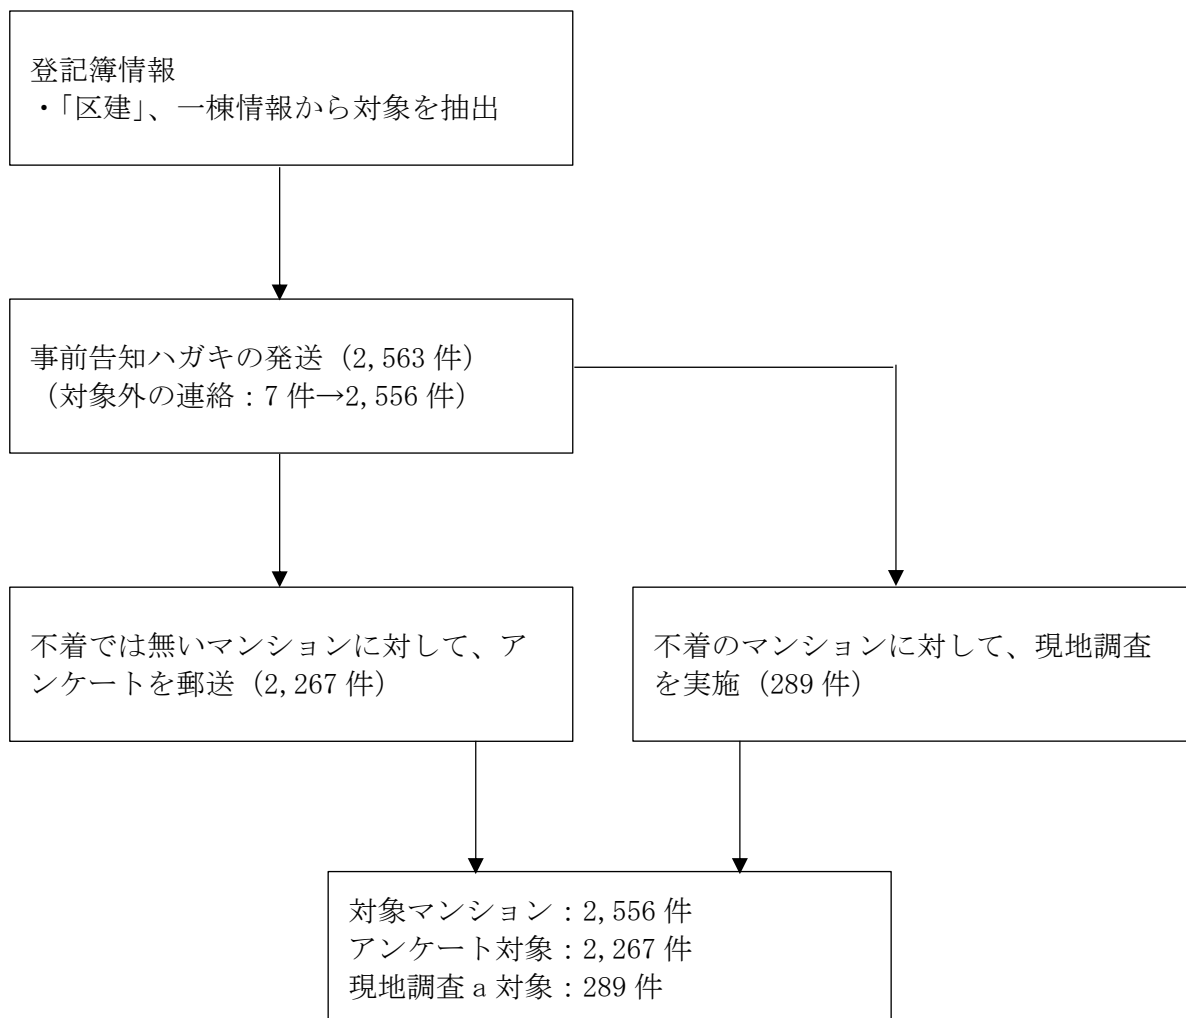 登記簿情報
・「区建」、一棟情報から対象を抽出
事前告知ハガキの発送（2,563 件）
（対象外の連絡：7 件→2,556 件）
不着では無いマンションに対して、ア
ンケートを郵送（2,267 件）
不着のマンションに対して、現地調査
を実施（289 件）
対象マンション：2,556 件
アンケート対象：2,267 件
現地調査 a 対象：289 件